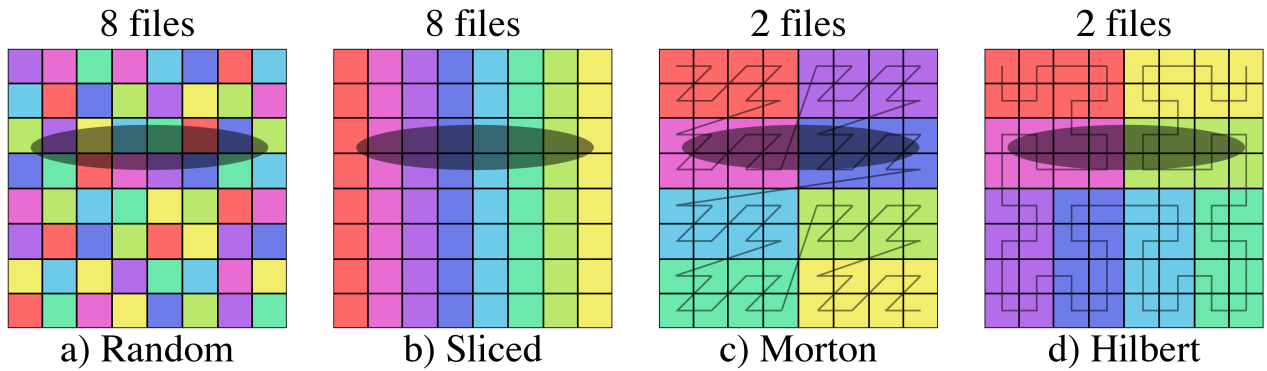 8 files
8 files
2 files
2 files
a) Random
b) Sliced
c) Morton
d) Hilbert